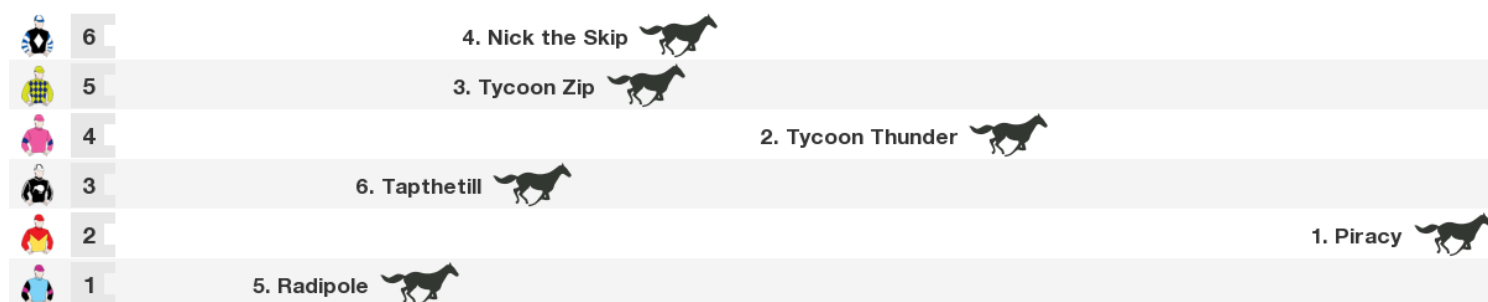 6 4. Nick the Skip
5 3. Tycoon Zip
4 2. Tycoon Thunder
3 6. Tapthetill
2 1. Piracy
1 5. Radipole